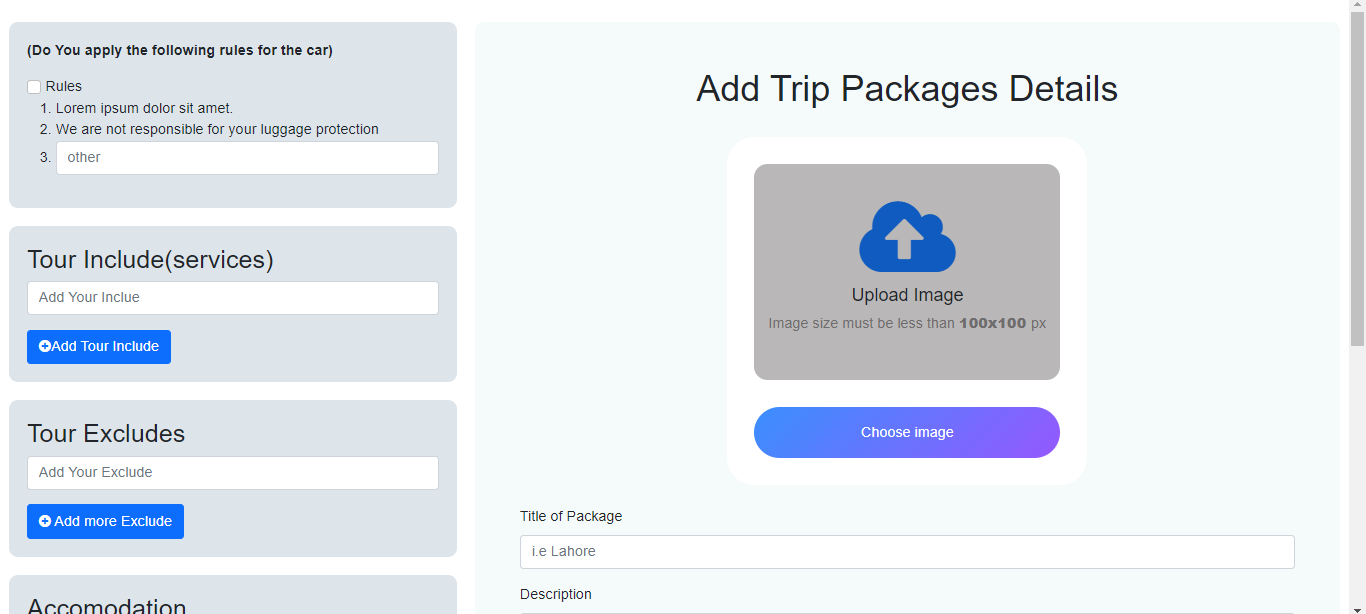 (Do You apply the following rules for the car)
Rules
1. Lorem ipsum dolor sit amet.
2. We are not responsible for your luggage protection
3. other
Tour Include(services)
Add Your Inclue
Add Tour Include
Tour Excludes
Add Your Exclude
Add more Exclude
Accomodation
Add Trip Packages Details
Upload Image
Image size must be less than 100x100 px
Choose image
Title of Package
i.e Lahore
Description